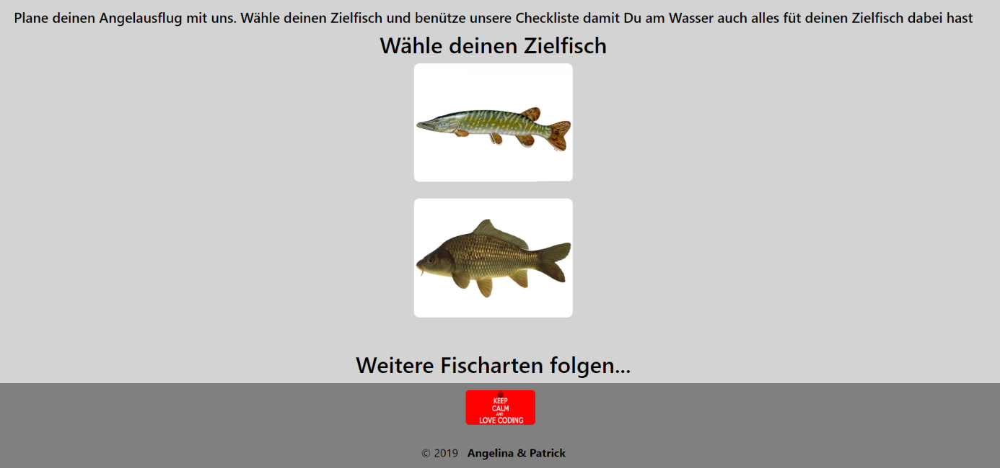 Plane deinen Angelausflug mit uns. Wähle deinen Zielfisch und benütze unsere Checkliste damit Du am Wasser auch alles füt deinen Zielfisch dabei hast
Wähle deinen Zielfisch
Weitere Fischarten folgen...
KEEP
CALM
AND
LOVE CODING
© 2019 Angelina & Patrick